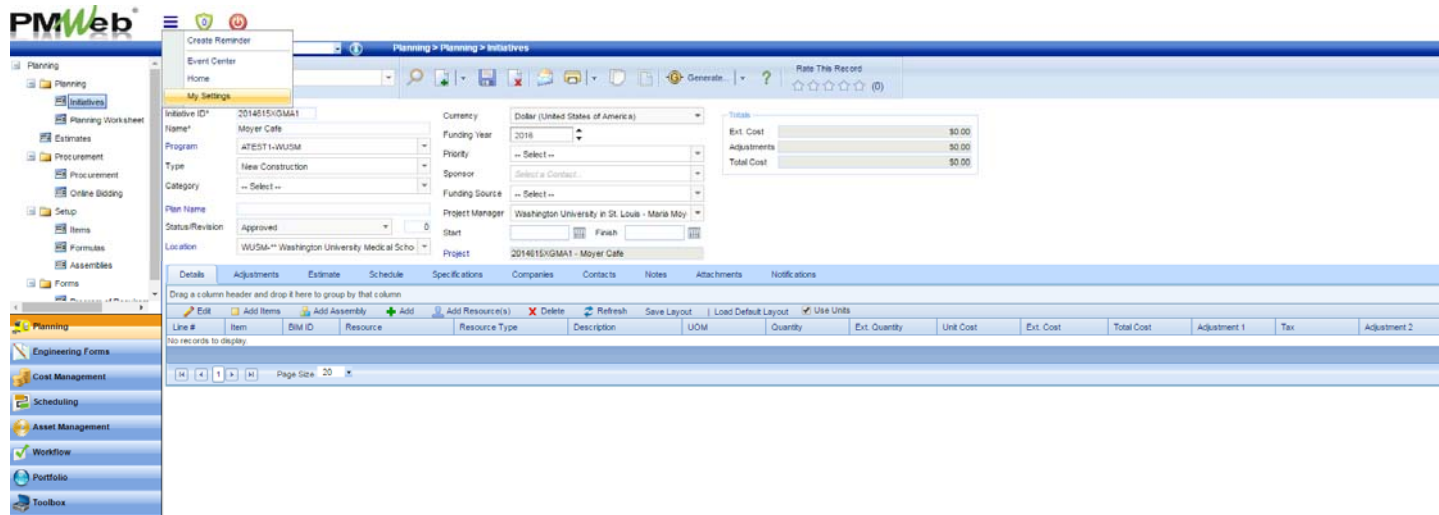 PMWeb®
0
Create Reminder
Event Center
Home
My Settings
Planning > Planning > Initiatives
Generate...
?
Rate This Record
(0)
Planning
Planning
Initiatives
Planning Worksheet
Estimates
Procurement
Procurement
Online Bidding
Setup
Items
Formulas
Assemblies
Forms
Planning
Engineering Forms
Cost Management
Scheduling
Asset Management
Workflow
Portfolio
Toolbox
Initiative ID* 2014615XGMA1
Name* Moyer Cafe
Program ATEST1-WUSM
Type New Construction
Category -- Select --
Plan Name
Status/Revision Approved 0
Location WUSM-** Washington University Medical Scho
Currency Dollar (United States of America)
Funding Year 2016
Priority -- Select --
Sponsor Select a Contact..
Funding Source -- Select --
Project Manager Washington University in St. Louis - Maria Moy
Start Finish
Project 2014615XGMA1 - Moyer Cafe
Totals
Ext. Cost $0.00
Adjustments $0.00
Total Cost $0.00
Details Adjustments Estimate Schedule Specifications Companies Contacts Notes Attachments Notifications
Drag a column header and drop it here to group by that column
Edit Add Items Add Assembly Add Add Resource(s) Delete Refresh Save Layout | Load Default Layout Use Units
Line # Item BIM ID Resource Resource Type Description UOM Quantity Ext. Quantity Unit Cost Ext. Cost Total Cost Adjustment 1 Tax Adjustment 2
No records to display.
1 Page Size 20